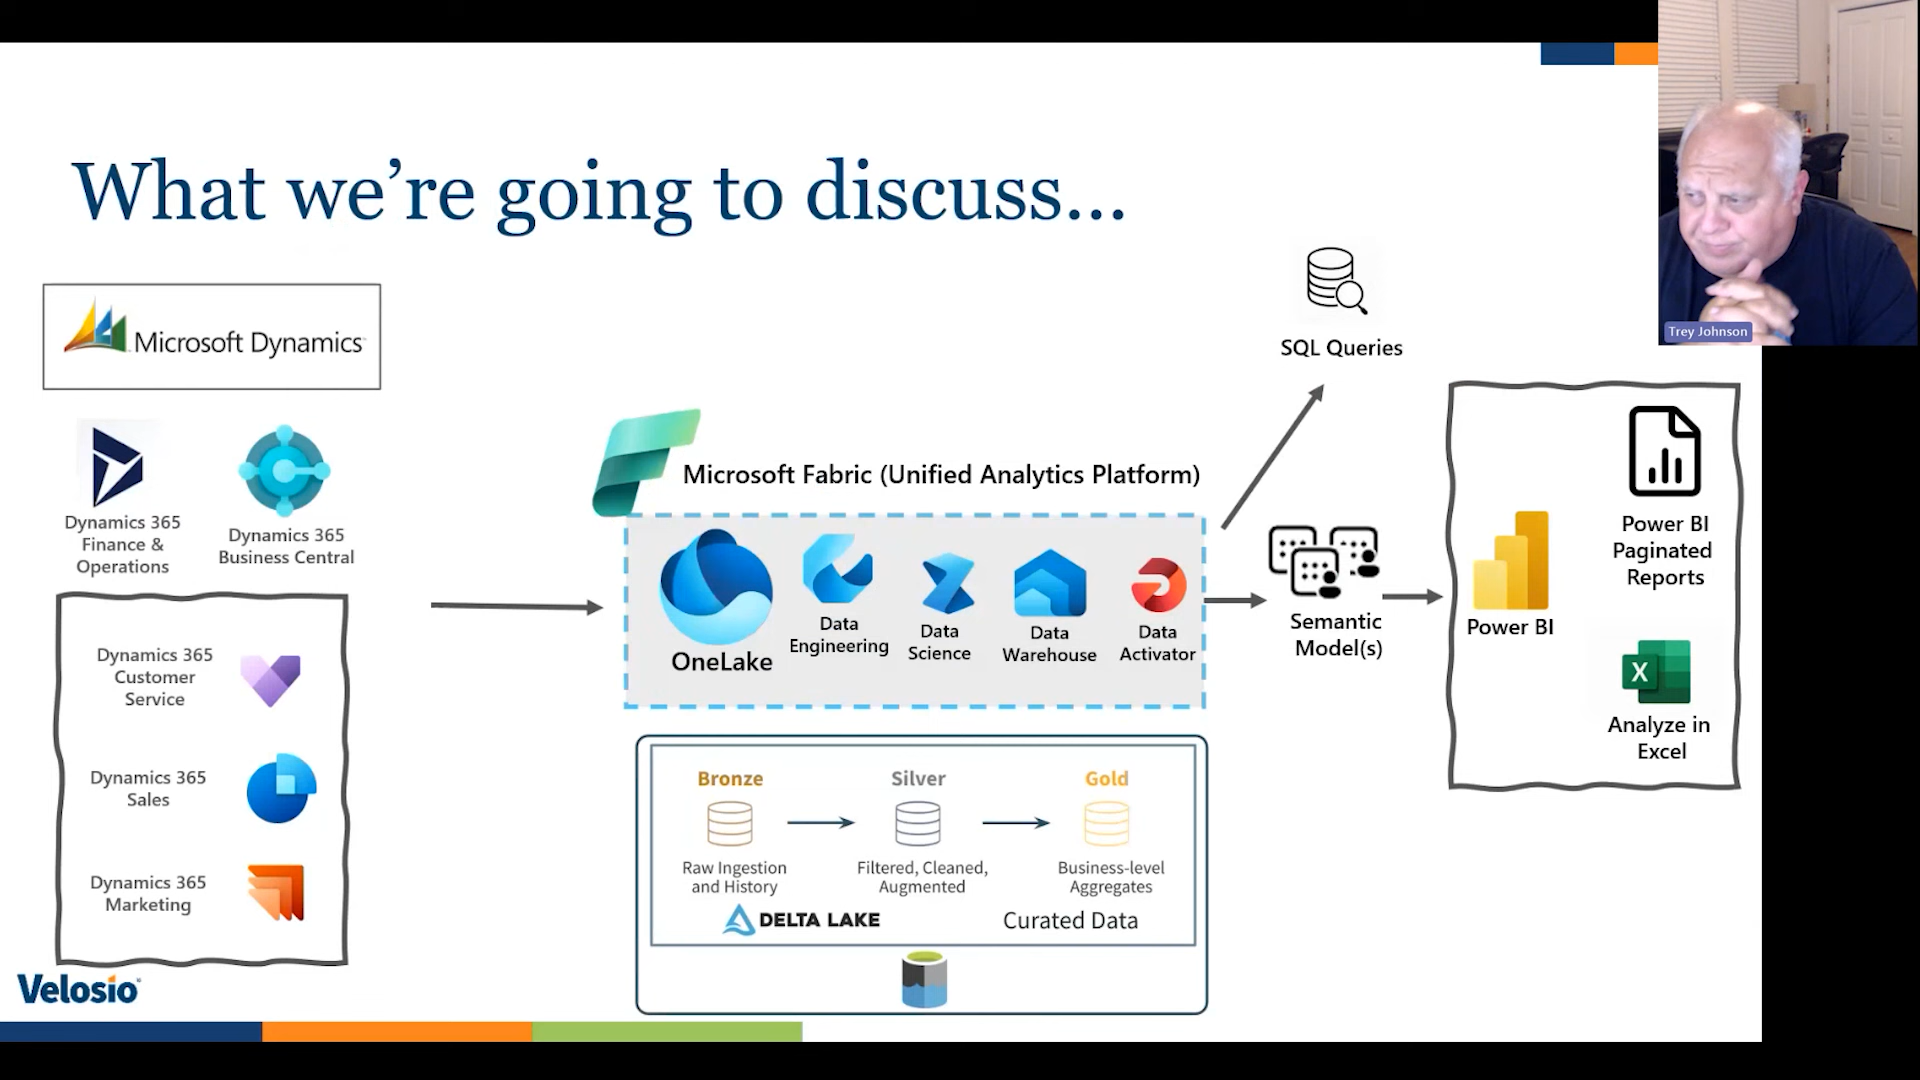 What we're going to discuss...
Trey Johnson
Microsoft Dynamics
SQL Queries
Dynamics 365
Finance &
Operations
Dynamics 365
Business Central
Microsoft Fabric (Unified Analytics Platform)
OneLake
Data
Engineering
Data
Science
Data
Warehouse
Data
Activator
Semantic
Model(s)
Power BI
Power BI
Paginated
Reports
X
Analyze in
Excel
Dynamics 365
Customer
Service
Dynamics 365
Sales
Dynamics 365
Marketing
Bronze
Silver
Gold
Raw Ingestion
and History
Filtered, Cleaned,
Augmented
Business-level
Aggregates
DELTA LAKE
Curated Data
Velosio